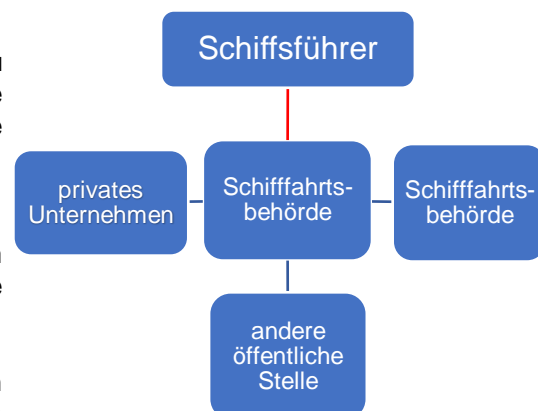 Schiffsführer
privates
Unternehmen
Schifffahrts-
behörde
Schifffahrts-
behörde
andere
öffentliche
Stelle